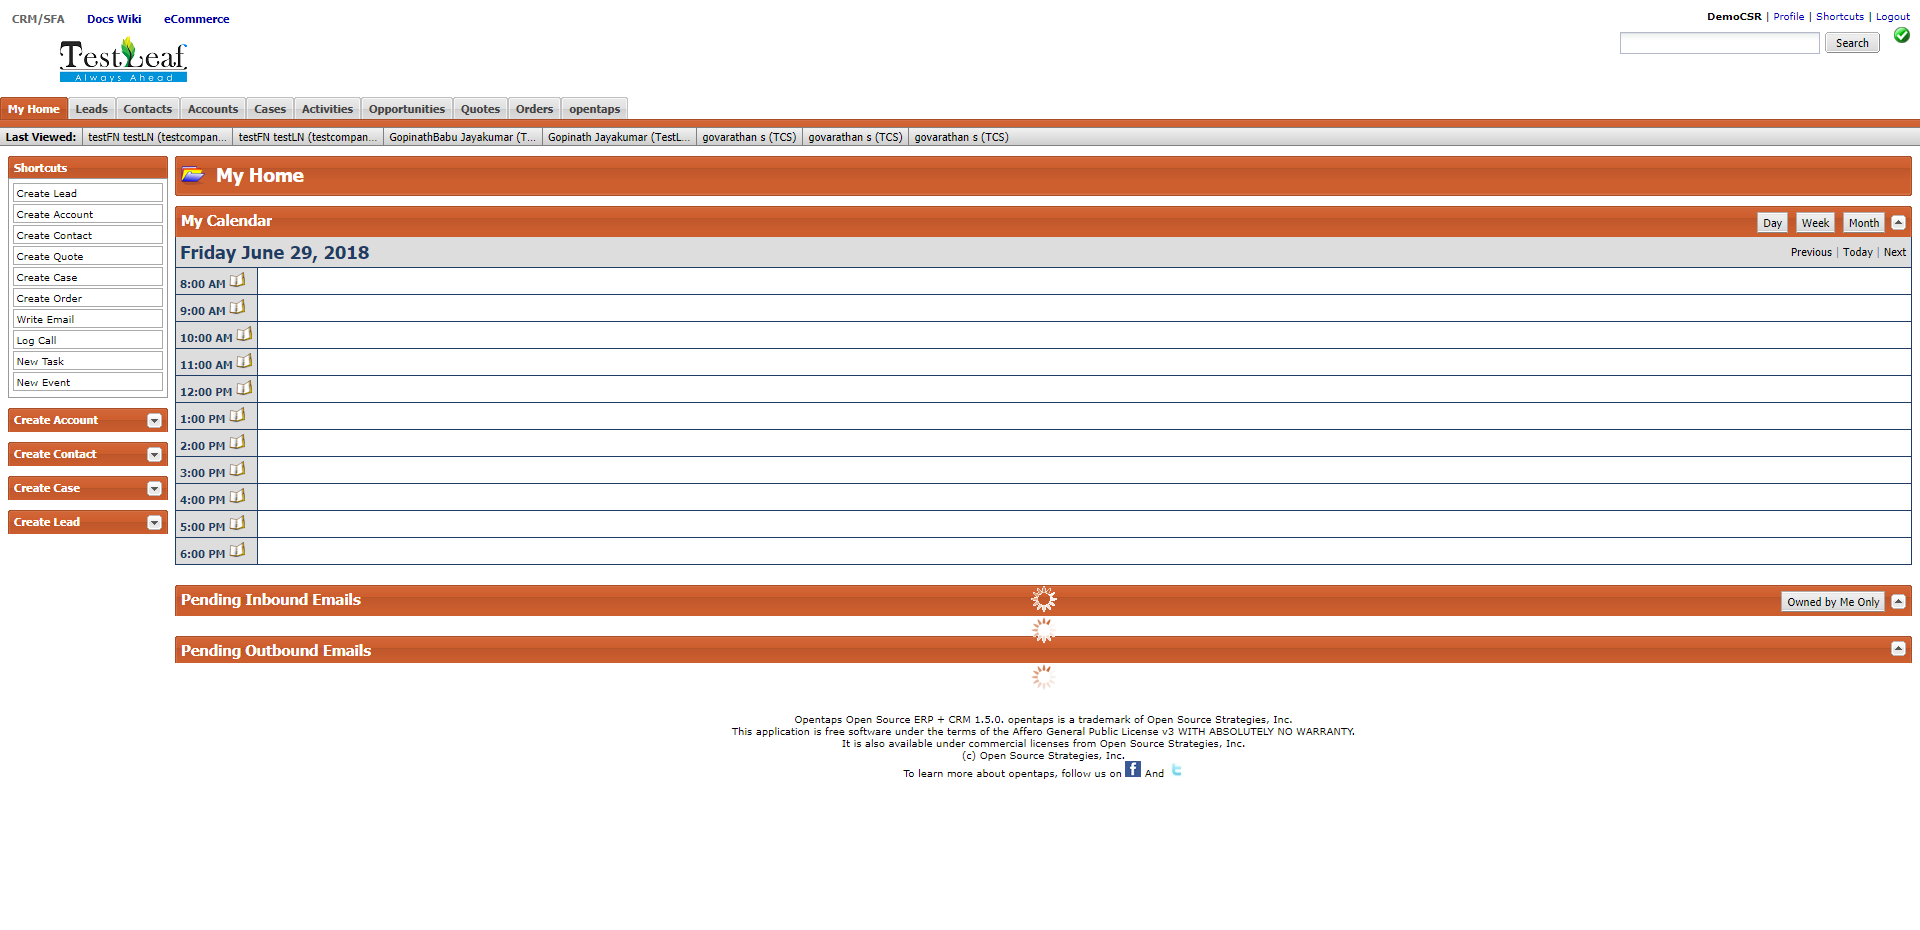 CRM/SFA Docs Wiki eCommerce
DemoCSR | Profile | Shortcuts | Logout
TestLeaf
Always Ahead
Search
My Home Leads Contacts Accounts Cases Activities Opportunities Quotes Orders opentaps
Last Viewed: testFN testLN (testcompan... testFN testLN (testcompan... GopinathBabu Jayakumar (T... Gopinath Jayakumar (TestL... govarathan s (TCS) govarathan s (TCS) govarathan s (TCS)
Shortcuts
Create Lead
Create Account
Create Contact
Create Quote
Create Case
Create Order
Write Email
Log Call
New Task
New Event
Create Account
Create Contact
Create Case
Create Lead
My Home
My Calendar
Day Week Month
Friday June 29, 2018
Previous | Today | Next
8:00 AM
9:00 AM
10:00 AM
11:00 AM
12:00 PM
1:00 PM
2:00 PM
3:00 PM
4:00 PM
5:00 PM
6:00 PM
Pending Inbound Emails
Owned by Me Only
Pending Outbound Emails
Opentaps Open Source ERP + CRM 1.5.0. opentaps is a trademark of Open Source Strategies, Inc.
This application is free software under the terms of the Affero General Public License v3 WITH ABSOLUTELY NO WARRANTY.
It is also available under commercial licenses from Open Source Strategies, Inc.
(c) Open Source Strategies, Inc.
To learn more about opentaps, follow us on f And t